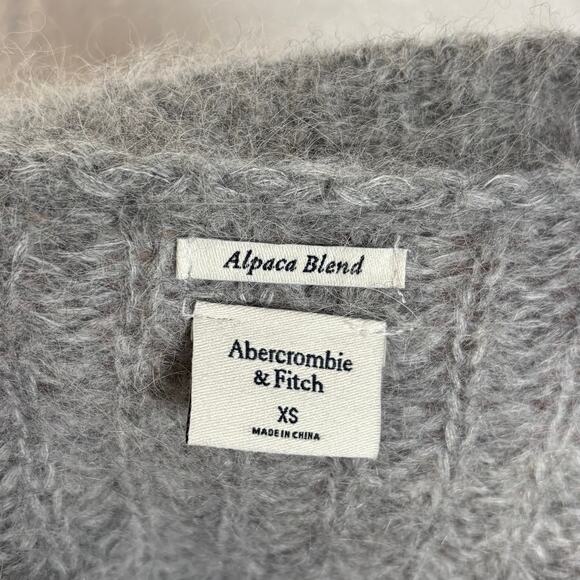 Alpaca Blend
Abercrombie
& Fitch
XS
MADE IN CHINA